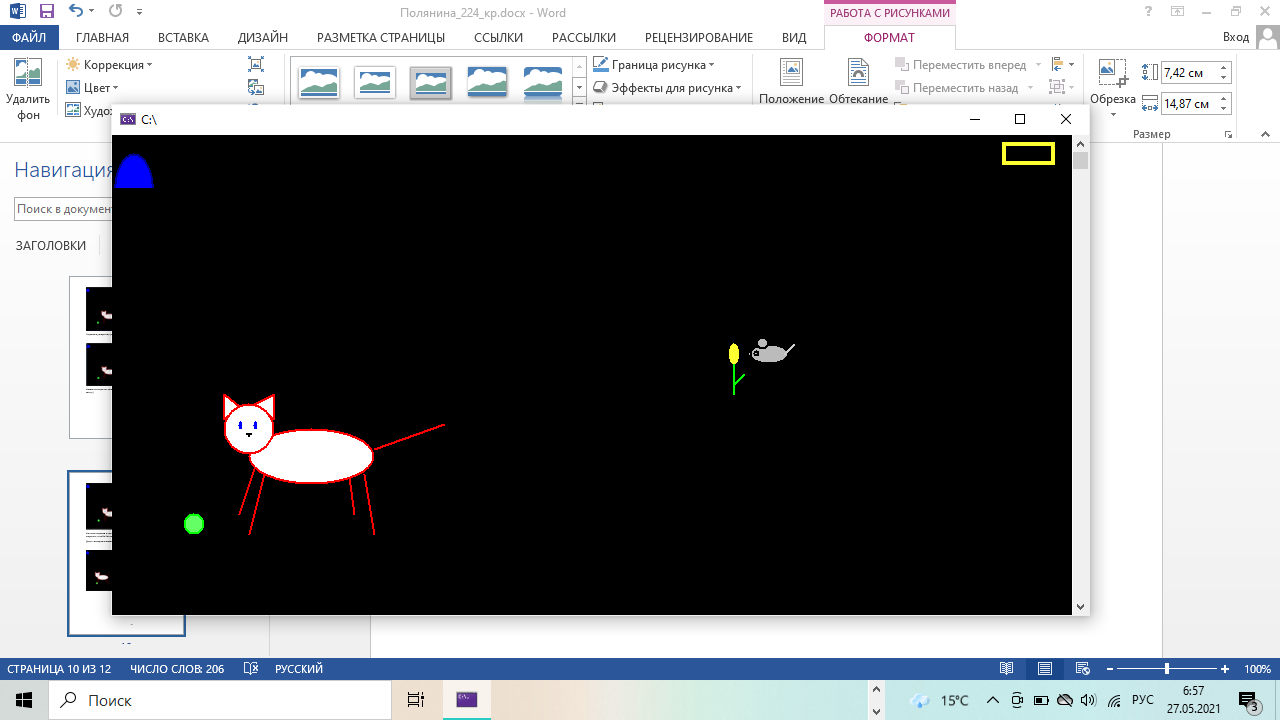 Полянина_224_кр.docx - Word
РАБОТА С РИСУНКАМИ
ФАЙЛ ГЛАВНАЯ ВСТАВКА ДИЗАЙН РАЗМЕТКА СТРАНИЦЫ ССЫЛКИ РАССЫЛКИ РЕЦЕНЗИРОВАНИЕ ВИД ФОРМАТ Вход
Удалить фон
Коррекция
Цвет
Худо
Граница рисунка
Эффекты для рисунка
Положение
Обтекание
Переместить вперед
Переместить назад
Обрезка
7,42 см
14,87 см
Размер
C:\
Навигация
Поиск в докумен
ЗАГОЛОВКИ
СТРАНИЦА 10 ИЗ 12 ЧИСЛО СЛОВ: 206 РУССКИЙ 100%
Поиск
15°C
РУС
6:57
27.05.2021
3